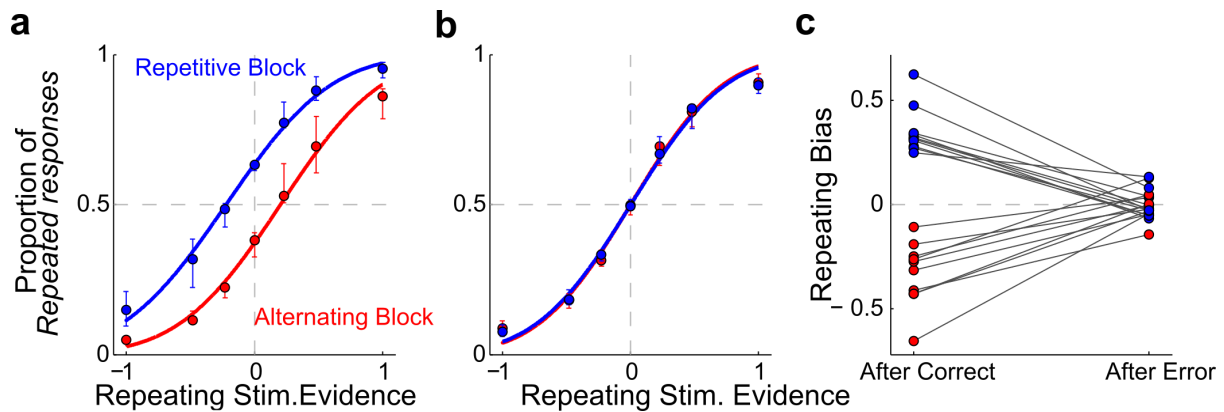 a
Proportion of
Repeated responses
1
0.5
0
Repetitive Block
Alternating Block
−1
0
1
Repeating Stim.Evidence
b
1
0.5
0
−1
0
1
Repeating Stim. Evidence
c
Repeating Bias
0.5
0
−0.5
After Correct
After Error